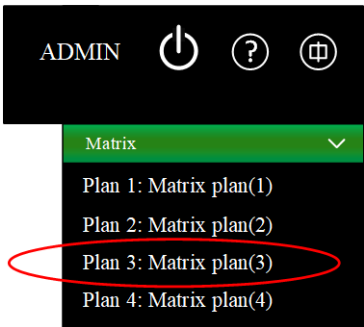 ADMIN ? 中
Matrix
Plan 1: Matrix plan(1)
Plan 2: Matrix plan(2)
Plan 3: Matrix plan(3)
Plan 4: Matrix plan(4)